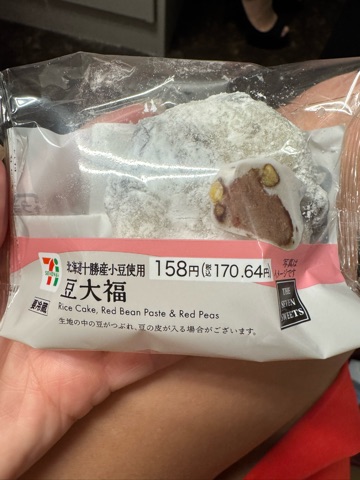 北海道十勝産小豆使用
158円(税込170.64円)
豆大福
Rice Cake, Red Bean Paste & Red Peas
要冷蔵
生地の中の豆がつぶれ、豆の皮が入る場合がございます。
写真は
イメージです
THE
SEVEN
SWEETS